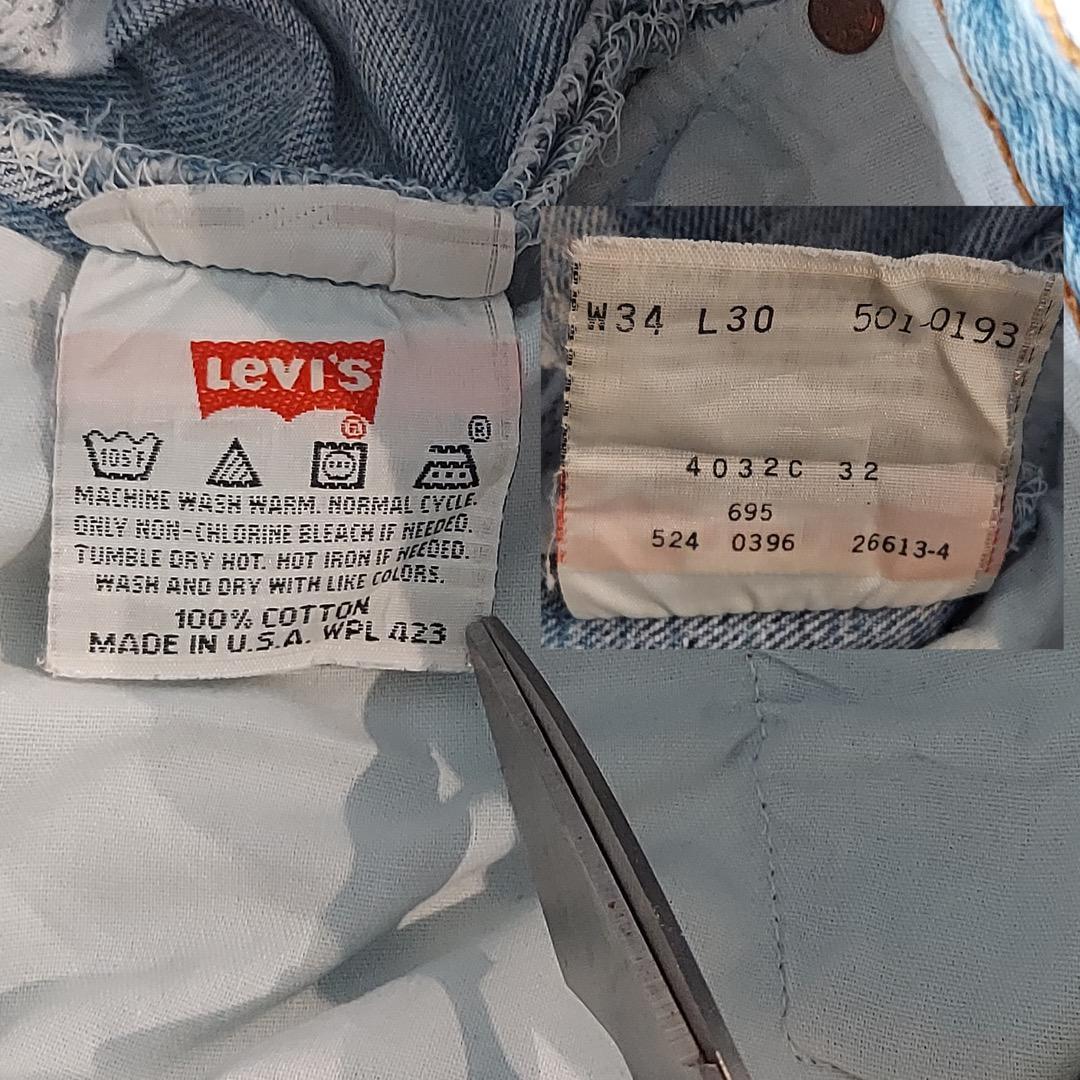 LEVI'S
®
®
105F
MACHINE WASH WARM. NORMAL CYCLE.
ONLY NON-CHLORINE BLEACH IF NEEDED.
TUMBLE DRY HOT. HOT IRON IF NEEDED.
WASH AND DRY WITH LIKE COLORS.
100% COTTON
MADE IN U.S.A. WPL 423
W34 L30 501-0193
4032C 32
695
524 0396 26613-4